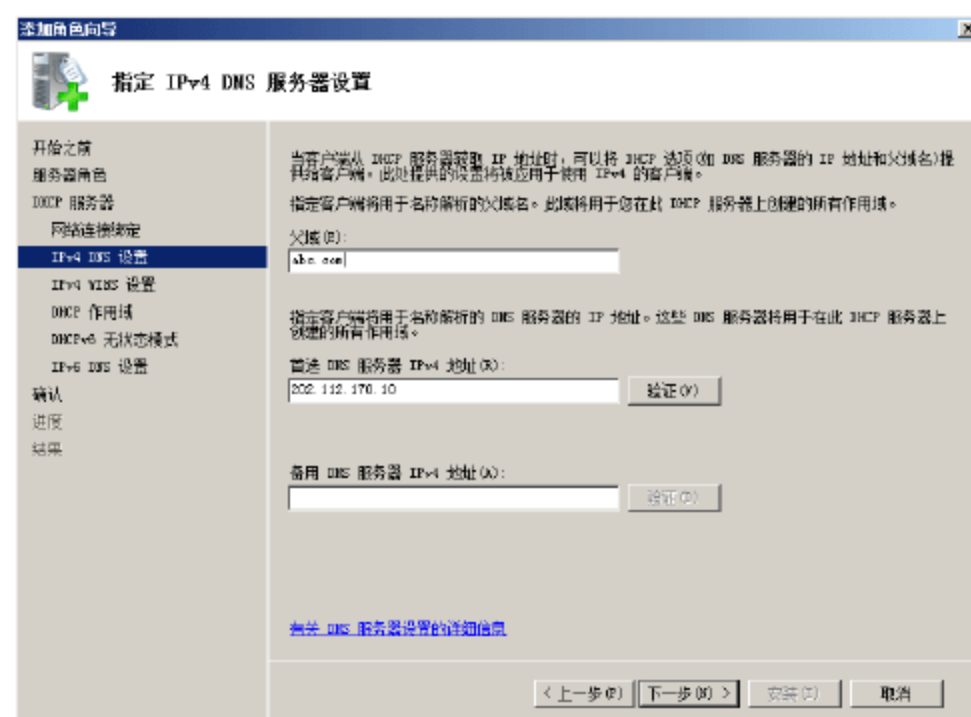 添加角色向导
指定 IPv4 DNS 服务器设置
开始之前
服务器角色
DHCP 服务器
网络连接绑定
IPv4 DNS 设置
IPv4 WINS 设置
DHCP 作用域
DHCPv6 无状态模式
IPv6 DNS 设置
确认
进度
结果
当客户端从 DHCP 服务器获取 IP 地址时，可以将 DHCP 选项(如 DNS 服务器的 IP 地址和父域名)提
供给客户端。此处提供的设置将被应用于使用 IPv4 的客户端。
指定客户端将用于名称解析的父域名。此域将用于您在此 DHCP 服务器上创建的所有作用域。
父域(E):
abc.com
指定客户端将用于名称解析的 DNS 服务器的 IP 地址。这些 DNS 服务器将用于在此 DHCP 服务器上
创建的所有作用域。
首选 DNS 服务器 IPv4 地址(R):
202.112.170.10
验证(V)
备用 DNS 服务器 IPv4 地址(A):
验证(D)
有关 DNS 服务器设置的详细信息
< 上一步(P)
下一步(N) >
安装(I)
取消